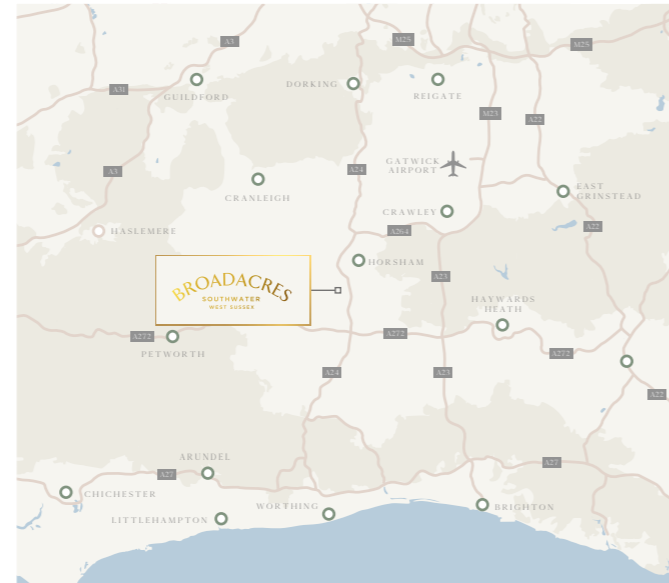 A3
M25
M25
A31
GUILDFORD
DORKING
REIGATE
M23
A22
A3
A24
GATWICK
AIRPORT
CRANLEIGH
EAST
GRINSTEAD
CRAWLEY
A22
HASLEMERE
A264
HORSHAM
A23
BROADACRES
SOUTHWATER
WEST SUSSEX
HAYWARDS
HEATH
A272
A272
A272
PETWORTH
A24
A23
A22
ARUNDEL
A27
A27
CHICHESTER
WORTHING
BRIGHTON
LITTLEHAMPTON